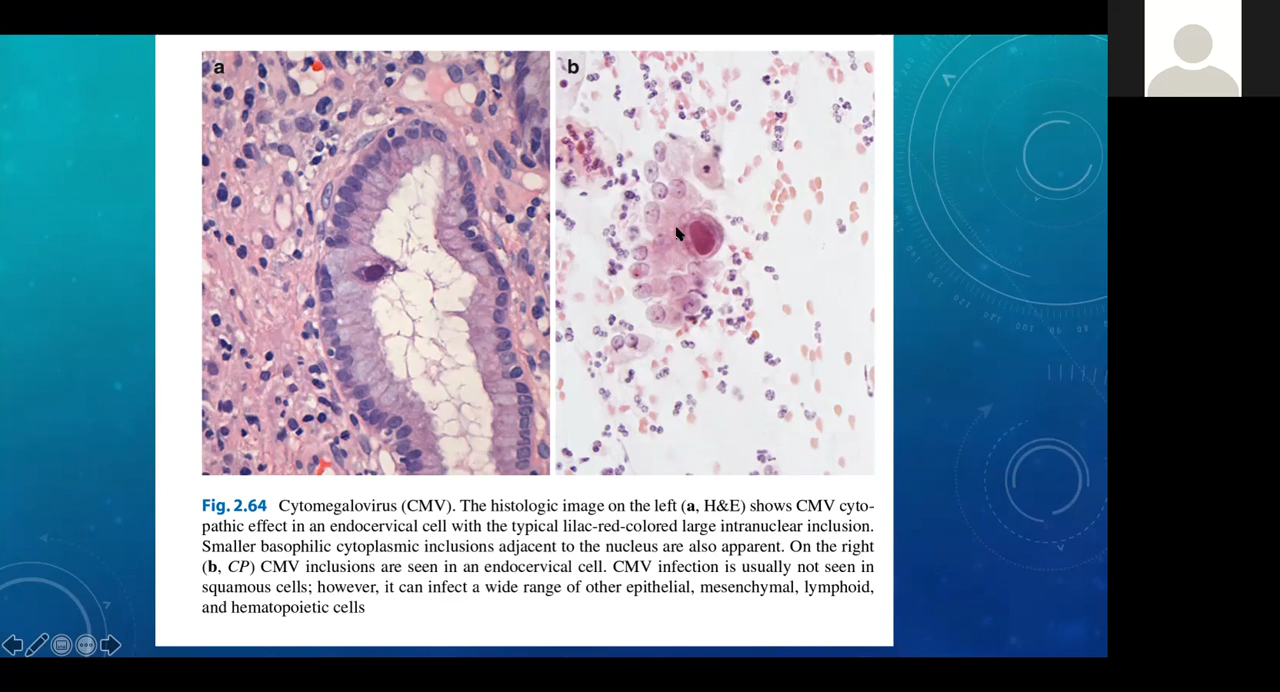 a
b
Fig. 2.64 Cytomegalovirus (CMV). The histologic image on the left (a, H&E) shows CMV cyto-
pathic effect in an endocervical cell with the typical lilac-red-colored large intranuclear inclusion.
Smaller basophilic cytoplasmic inclusions adjacent to the nucleus are also apparent. On the right
(b, CP) CMV inclusions are seen in an endocervical cell. CMV infection is usually not seen in
squamous cells; however, it can infect a wide range of other epithelial, mesenchymal, lymphoid,
and hematopoietic cells